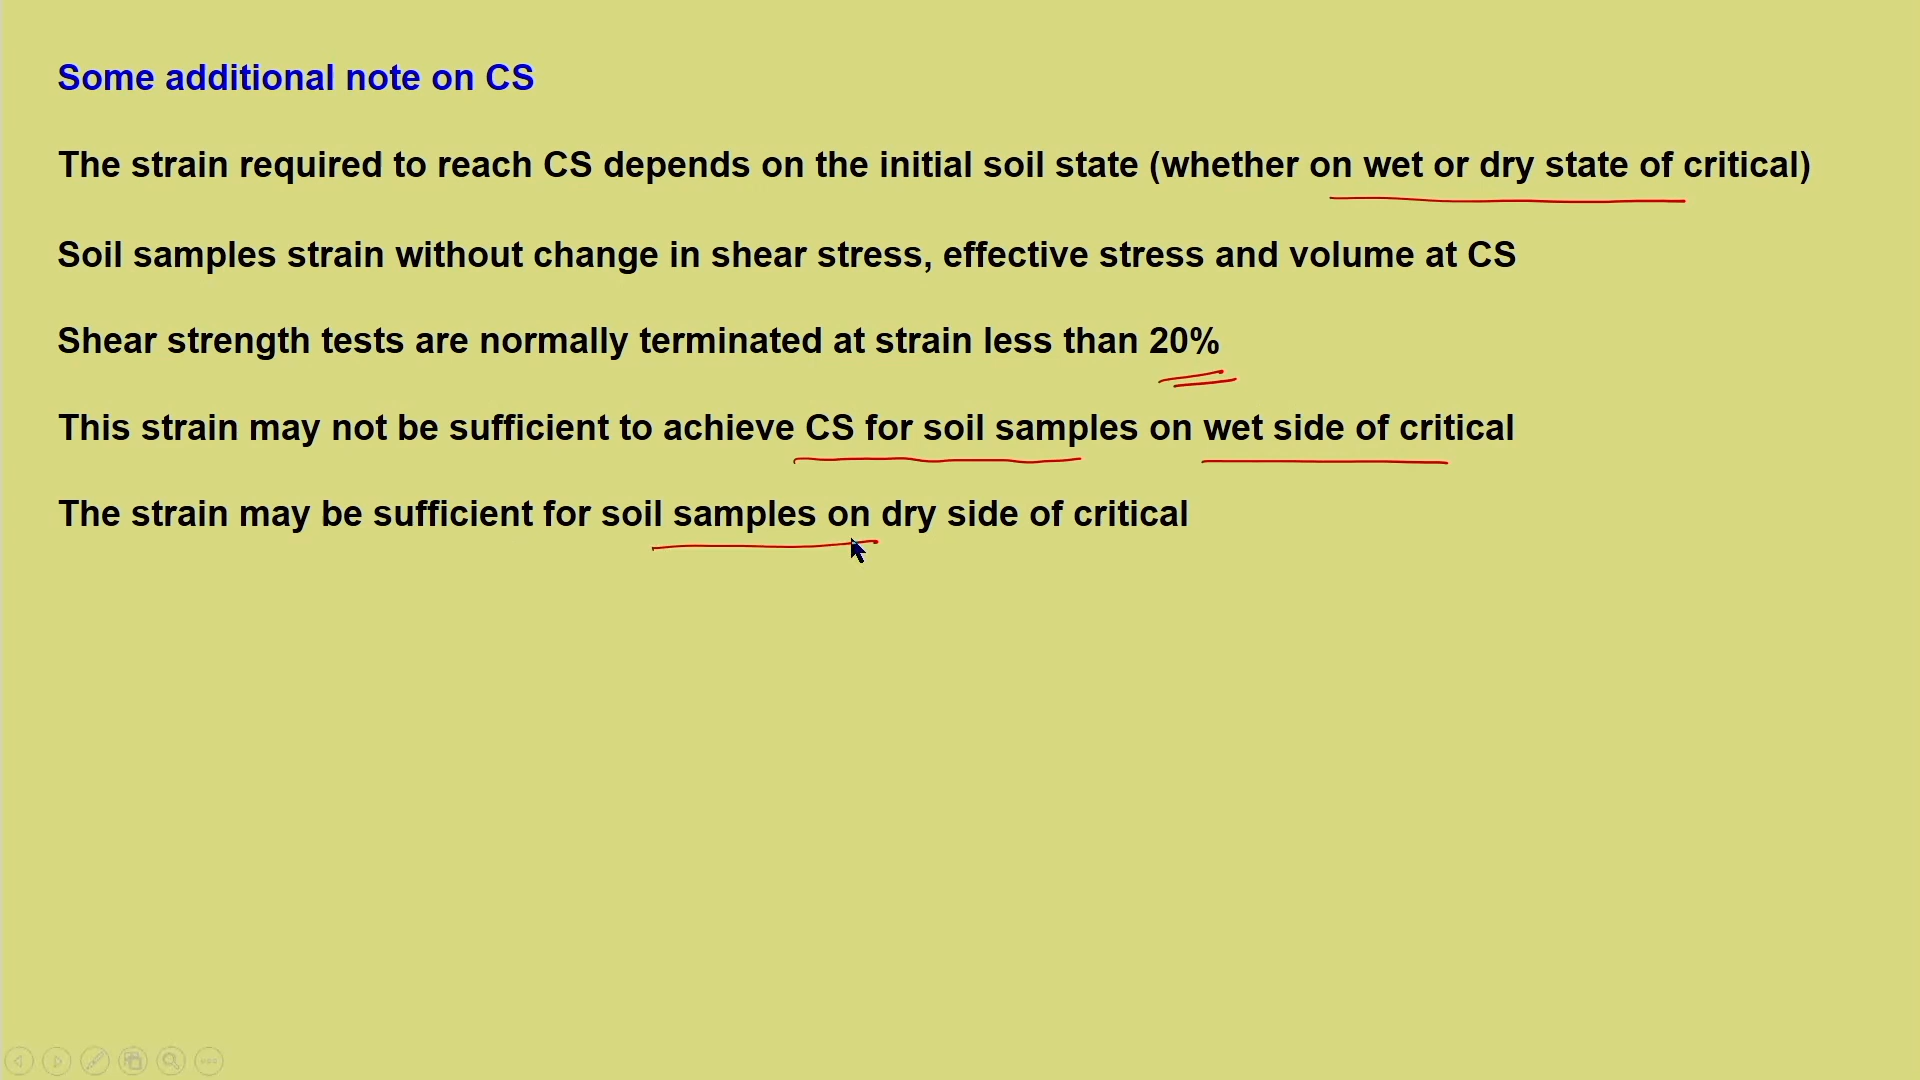 Some additional note on CS
The strain required to reach CS depends on the initial soil state (whether on wet or dry state of critical)
Soil samples strain without change in shear stress, effective stress and volume at CS
Shear strength tests are normally terminated at strain less than 20%
This strain may not be sufficient to achieve CS for soil samples on wet side of critical
The strain may be sufficient for soil samples on dry side of critical